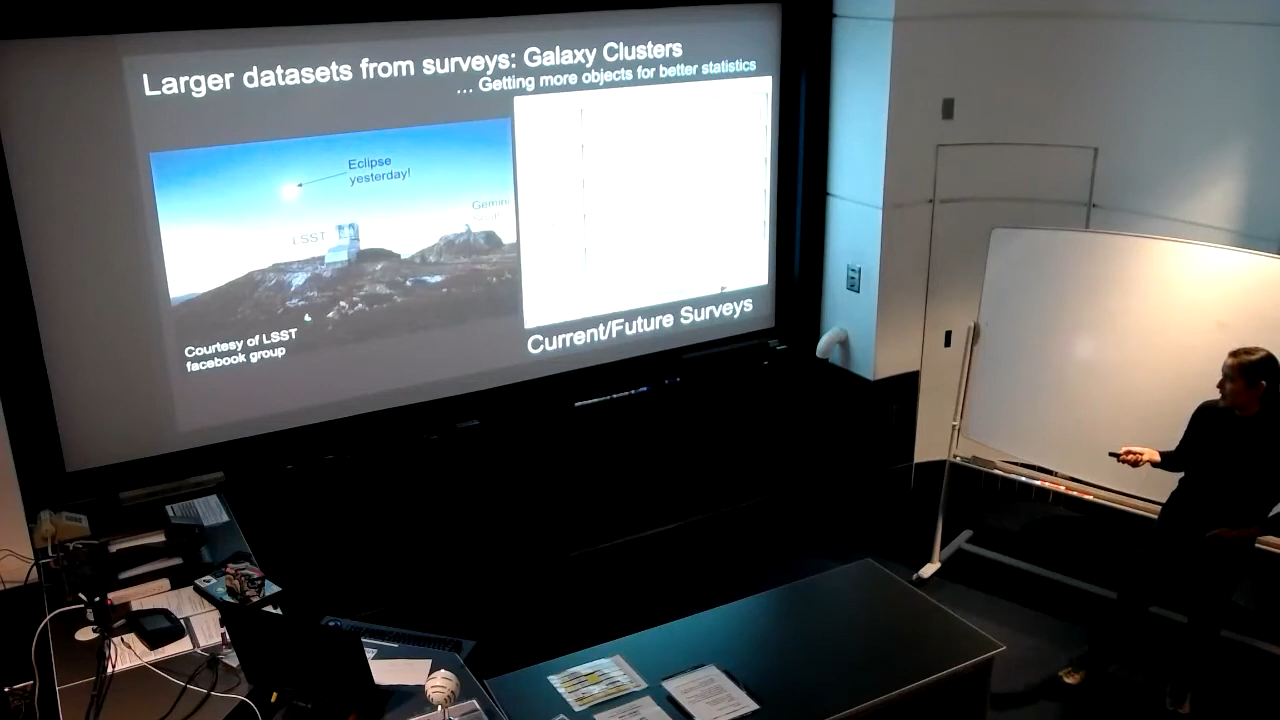 Larger datasets from surveys: Galaxy Clusters
... Getting more objects for better statistics
Eclipse
yesterday!
Gemini
LSST
Courtesy of LSST
facebook group
Current/Future Surveys